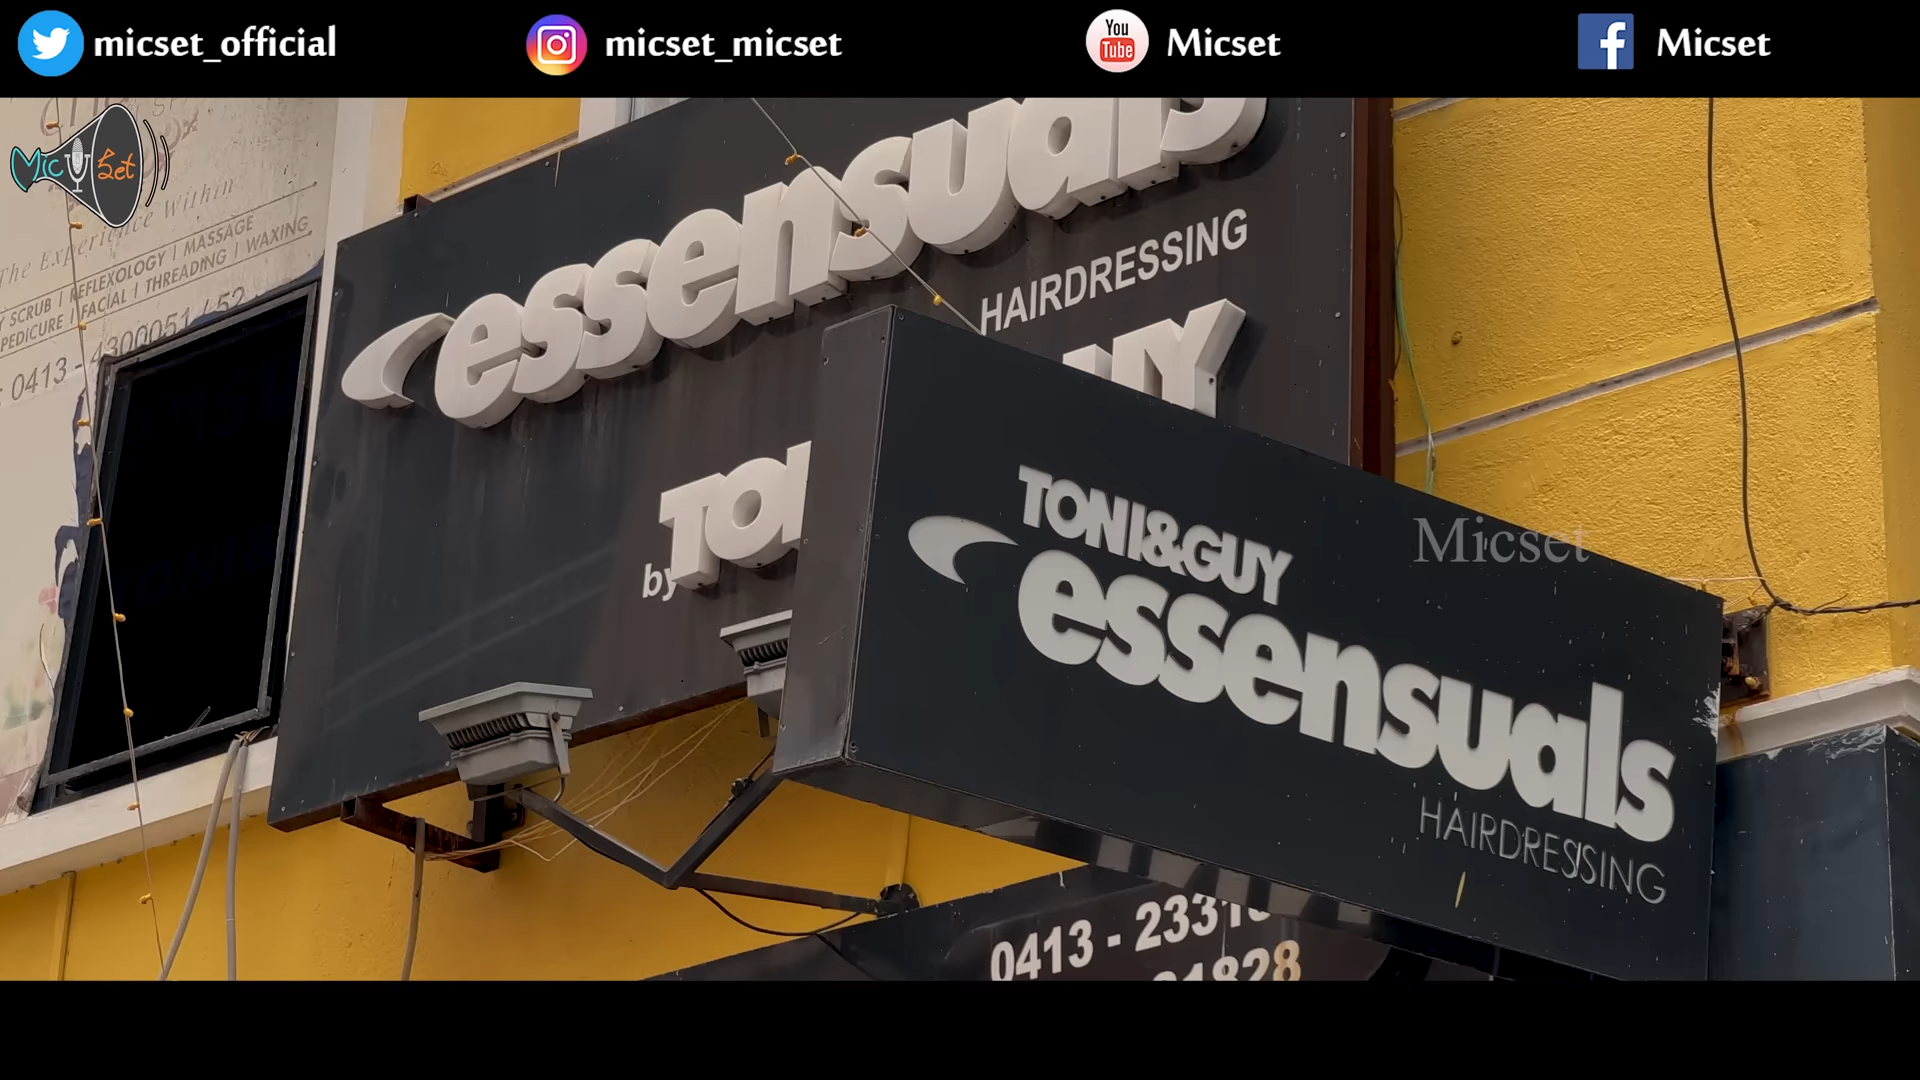 micset_official
micset_micset
You
Tube
Micset
Micset
Mic Set
The Experience Within
SCRUB | REFLEXOLOGY | MASSAGE
PEDICURE | FACIAL | THREADING | WAXING
0413 - 4300051 / 52
essensuals
HAIRDRESSING
by
TONI&GUY
essensuals
HAIRDRESSING
Micset
0413 - 2331